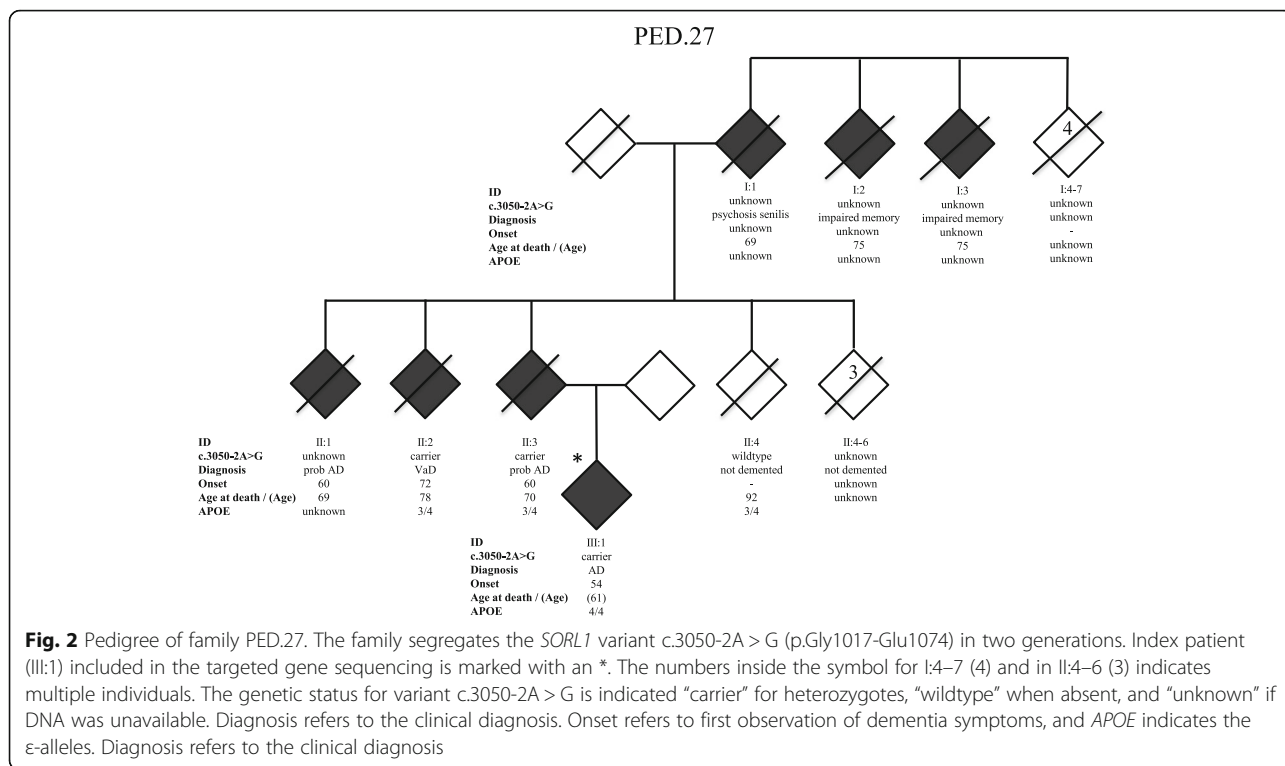 PED.27
4
ID I:1 I:2 I:3 I:4-7
c.3050-2A>G unknown unknown unknown unknown
Diagnosis psychosis senilis impaired memory impaired memory unknown
Onset unknown unknown unknown -
Age at death / (Age) 69 75 75 unknown
APOE unknown unknown unknown unknown
3
ID II:1 II:2 II:3 II:4 II:4-6
c.3050-2A>G unknown carrier carrier wildtype unknown
Diagnosis prob AD VaD prob AD not demented not demented
Onset 60 72 60 - unknown
Age at death / (Age) 69 78 70 92 unknown
APOE unknown 3/4 3/4 3/4
*
ID III:1
c.3050-2A>G carrier
Diagnosis AD
Onset 54
Age at death / (Age) (61)
APOE 4/4
Fig. 2 Pedigree of family PED.27. The family segregates the SORL1 variant c.3050-2A > G (p.Gly1017-Glu1074) in two generations. Index patient
(III:1) included in the targeted gene sequencing is marked with an *. The numbers inside the symbol for I:4–7 (4) and in II:4–6 (3) indicates
multiple individuals. The genetic status for variant c.3050-2A > G is indicated “carrier” for heterozygotes, “wildtype” when absent, and “unknown” if
DNA was unavailable. Diagnosis refers to the clinical diagnosis. Onset refers to first observation of dementia symptoms, and APOE indicates the
ε-alleles. Diagnosis refers to the clinical diagnosis